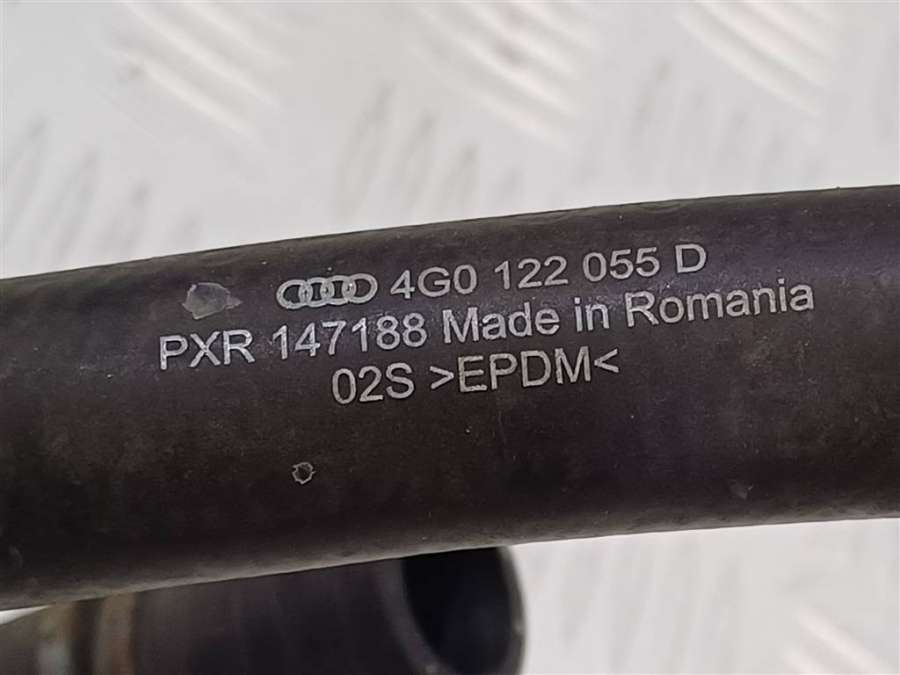 4G0 122 055 D
PXR 147188 Made in Romania
02S >EPDM<